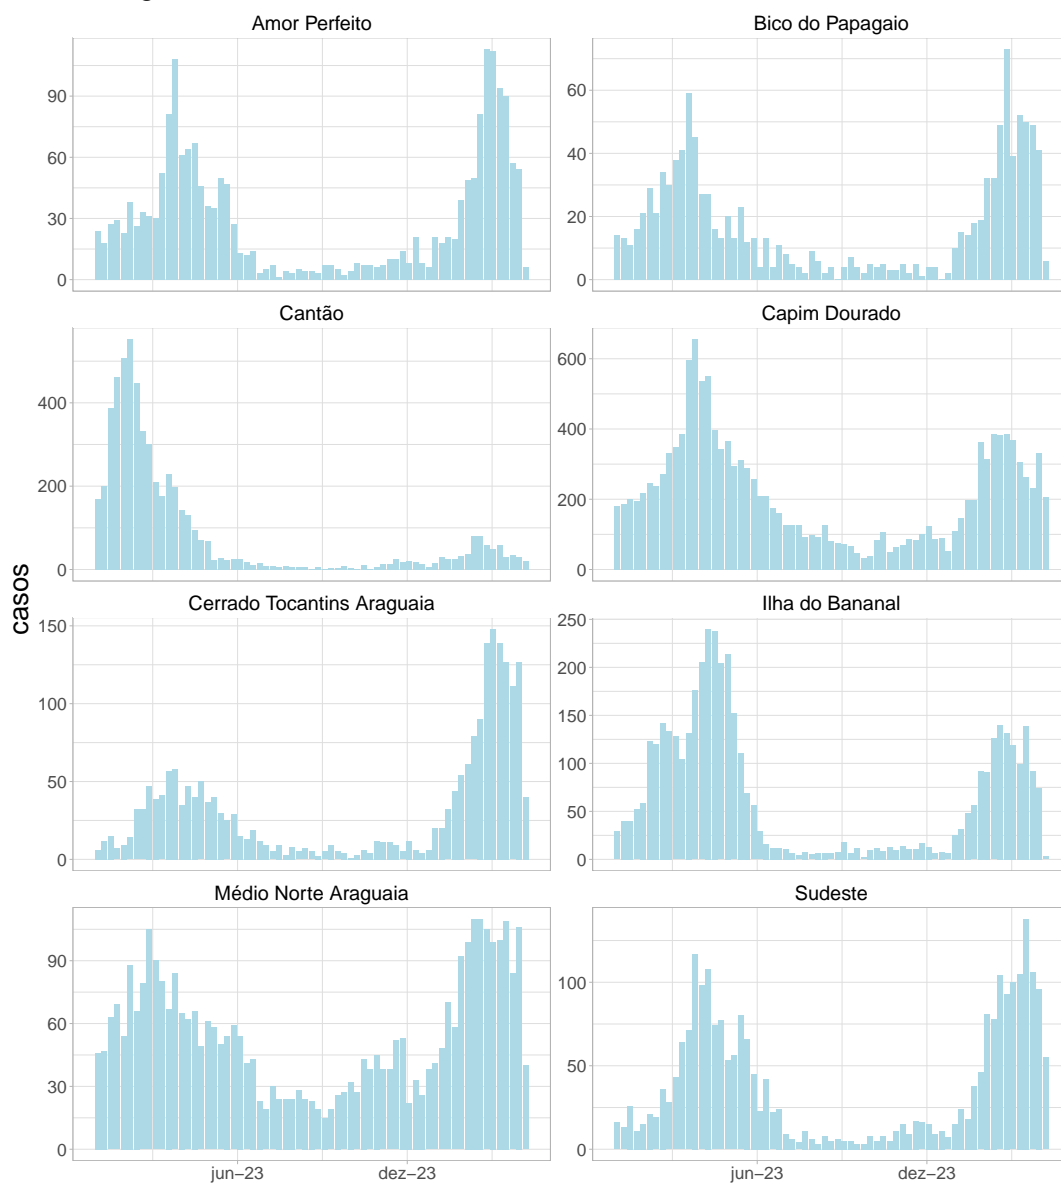 Amor Perfeito
Bico do Papagaio
90
60
30
0
60
40
20
0
Cantão
Capim Dourado
400
200
0
600
400
200
0
casos
Cerrado Tocantins Araguaia
Ilha do Bananal
150
100
50
0
250
200
150
100
50
0
Médio Norte Araguaia
Sudeste
90
60
30
0
100
50
0
jun−23
dez−23
jun−23
dez−23